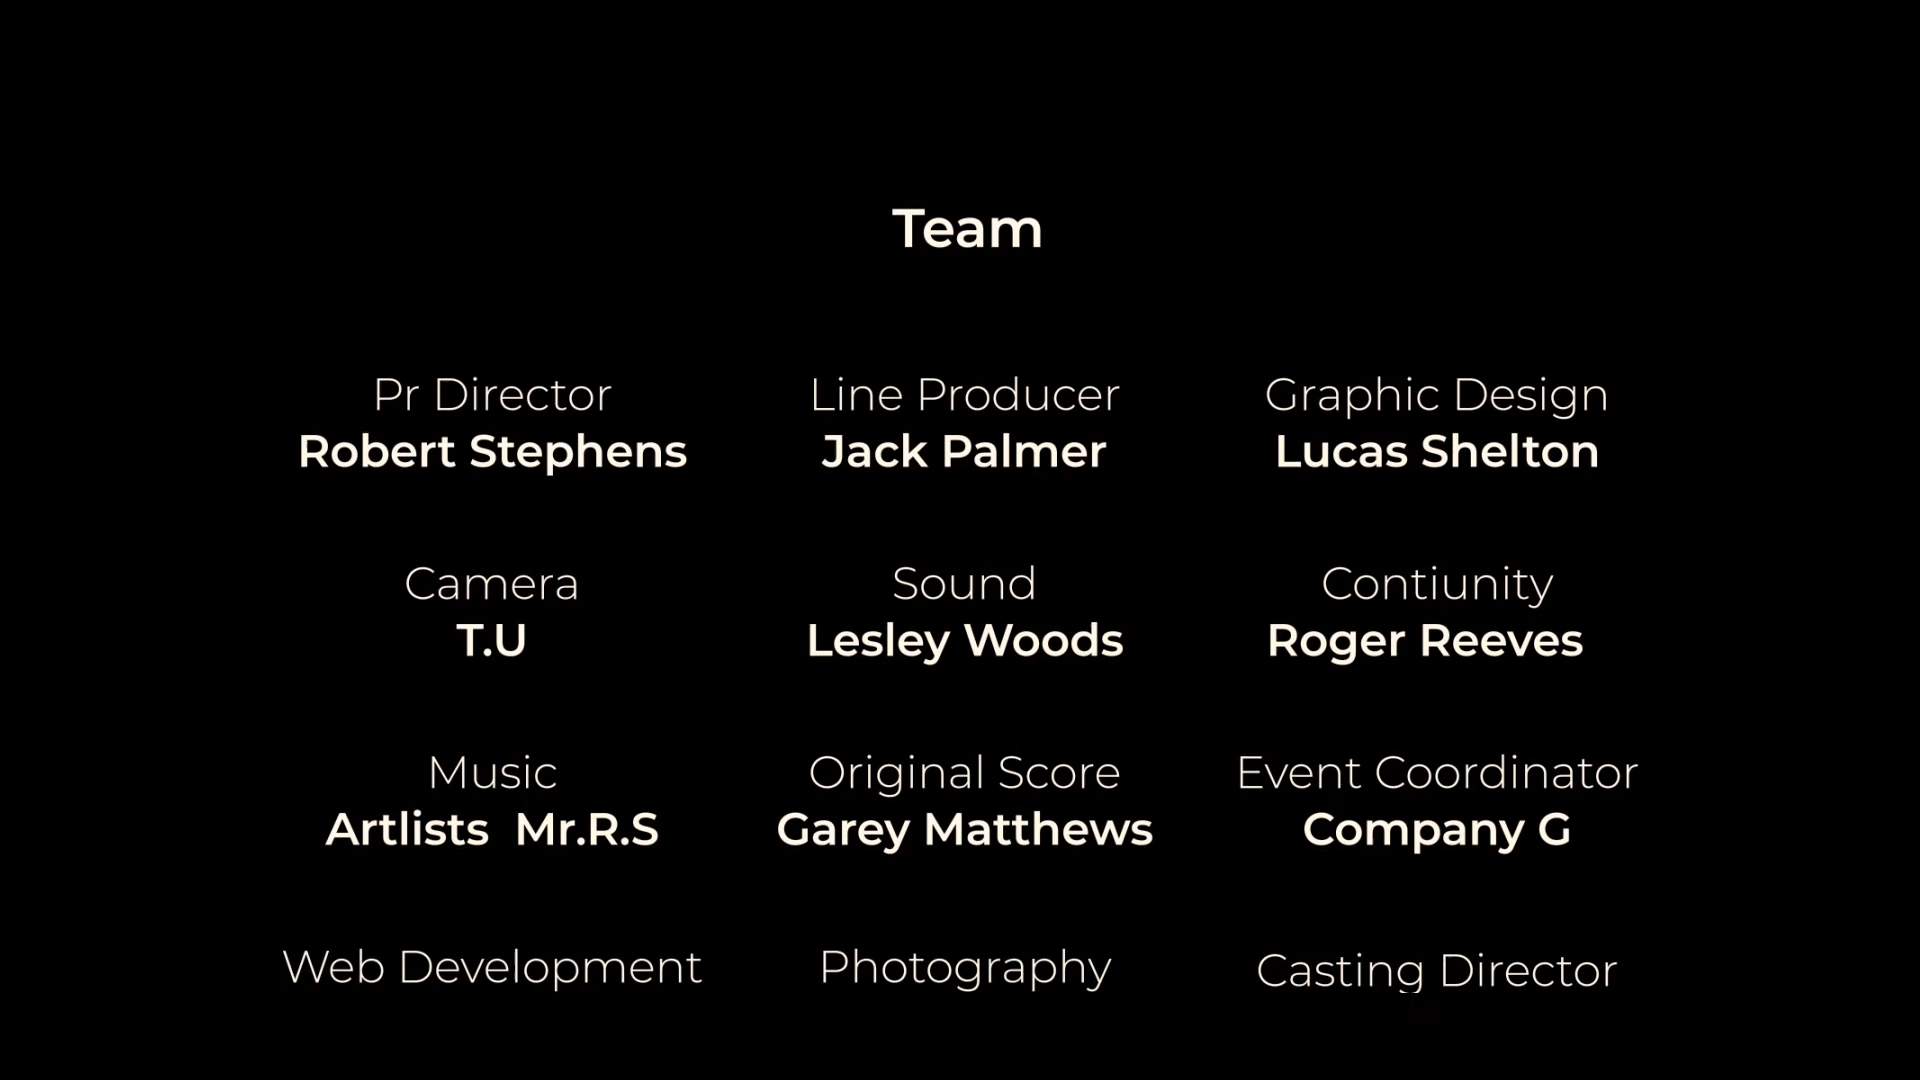 Team
Pr Director
Robert Stephens
Line Producer
Jack Palmer
Graphic Design
Lucas Shelton
Camera
T.U
Sound
Lesley Woods
Contiunity
Roger Reeves
Music
Artlists  Mr.R.S
Original Score
Garey Matthews
Event Coordinator
Company G
Web Development
Photography
Casting Director